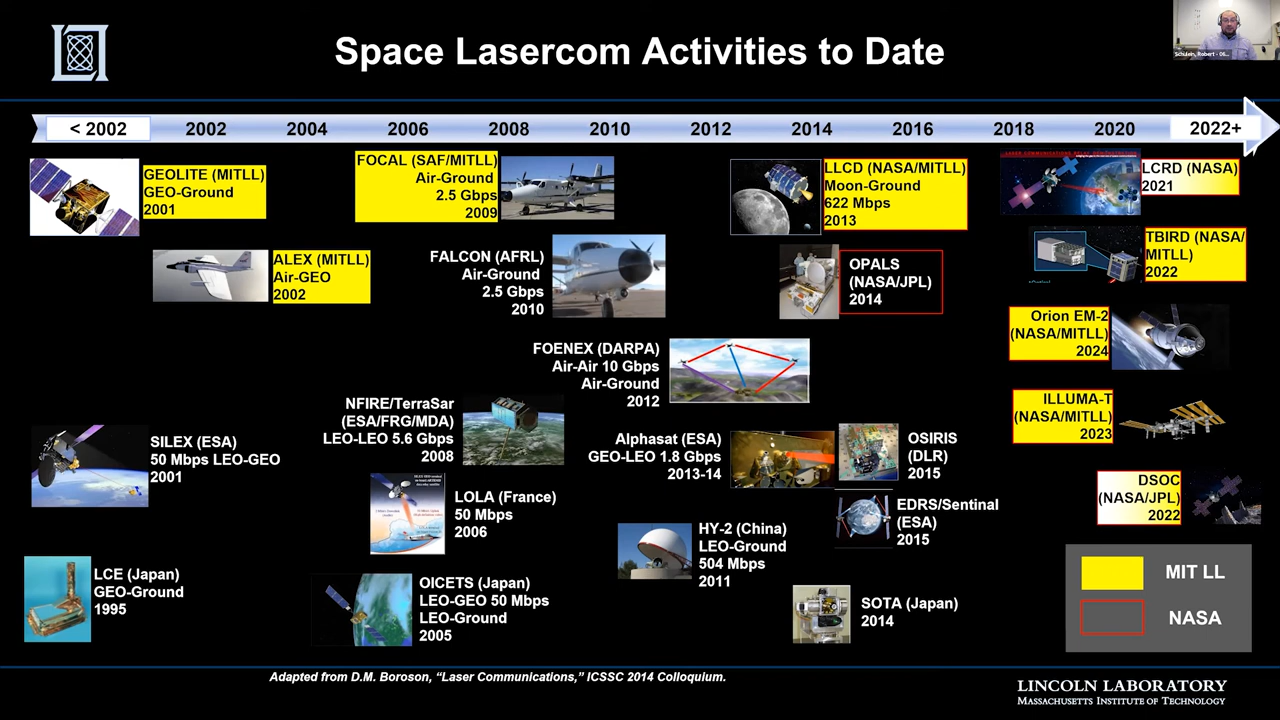 Space Lasercom Activities to Date
< 2002
2002
2004
2006
2008
2010
2012
2014
2016
2018
2020
2022+
GEOLITE (MITLL)
GEO-Ground
2001
ALEX (MITLL)
Air-GEO
2002
FOCAL (SAF/MITLL)
Air-Ground
2.5 Gbps
2009
FALCON (AFRL)
Air-Ground
2.5 Gbps
2010
FOENEX (DARPA)
Air-Air 10 Gbps
Air-Ground
2012
NFIRE/TerraSar
(ESA/FRG/MDA)
LEO-LEO 5.6 Gbps
2008
SILEX (ESA)
50 Mbps LEO-GEO
2001
LOLA (France)
50 Mbps
2006
LCE (Japan)
GEO-Ground
1995
OICETS (Japan)
LEO-GEO 50 Mbps
LEO-Ground
2005
LLCD (NASA/MITLL)
Moon-Ground
622 Mbps
2013
OPALS
(NASA/JPL)
2014
Alphasat (ESA)
GEO-LEO 1.8 Gbps
2013-14
OSIRIS
(DLR)
2015
EDRS/Sentinal
(ESA)
2015
HY-2 (China)
LEO-Ground
504 Mbps
2011
SOTA (Japan)
2014
LCRD (NASA)
2021
TBIRD (NASA/
MITLL)
2022
Orion EM-2
(NASA/MITLL)
2024
ILLUMA-T
(NASA/MITLL)
2023
DSOC
(NASA/JPL)
2022
MIT LL
NASA
Adapted from D.M. Boroson, “Laser Communications,” ICSSC 2014 Colloquium.
LINCOLN LABORATORY
MASSACHUSETTS INSTITUTE OF TECHNOLOGY